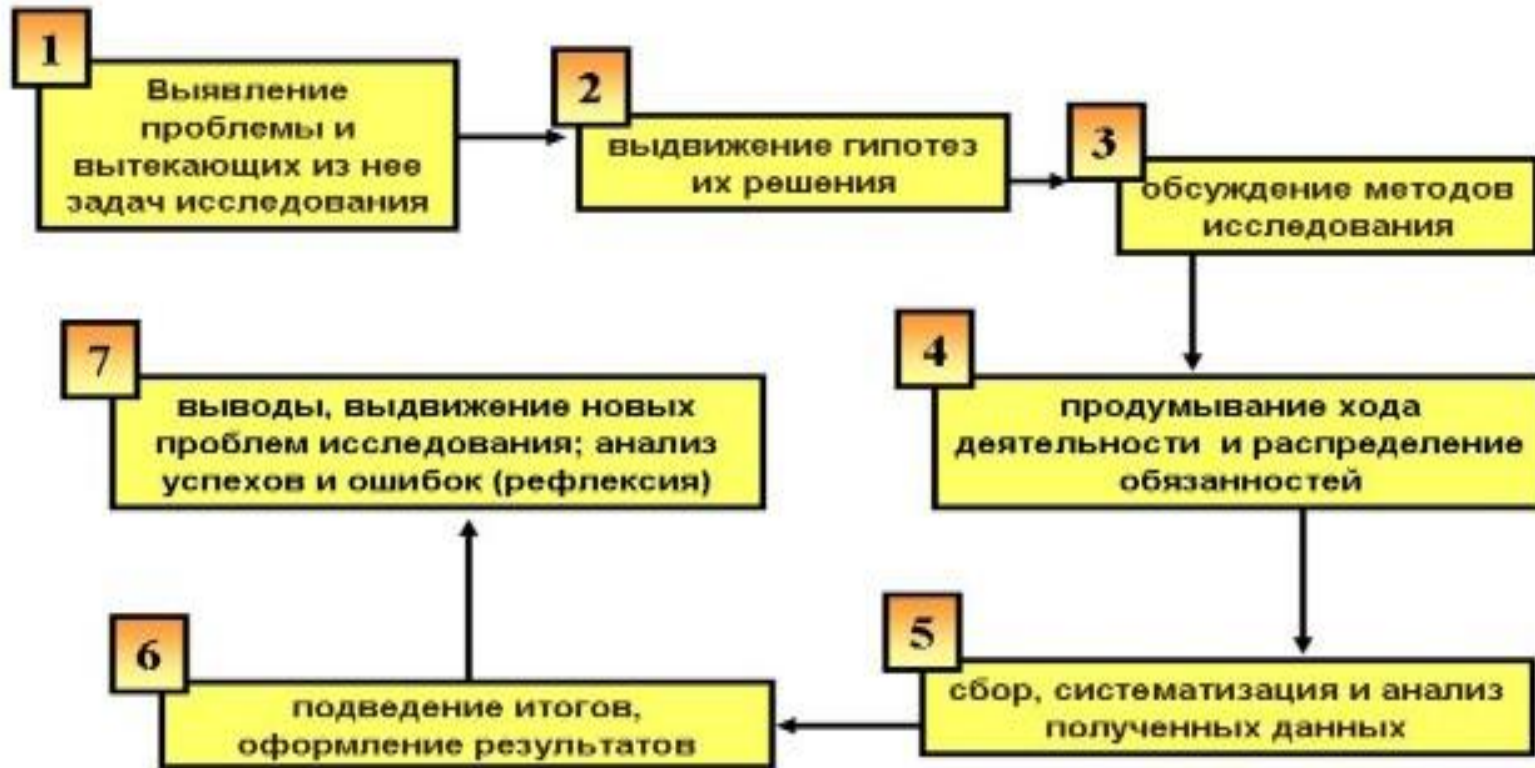 1
Выявление
проблемы и
вытекающих из нее
задач исследования
2
выдвижение гипотез
их решения
3
обсуждение методов
исследования
4
продумывание хода
деятельности и распределение
обязанностей
5
сбор, систематизация и анализ
полученных данных
6
подведение итогов,
оформление результатов
7
выводы, выдвижение новых
проблем исследования; анализ
успехов и ошибок (рефлексия)